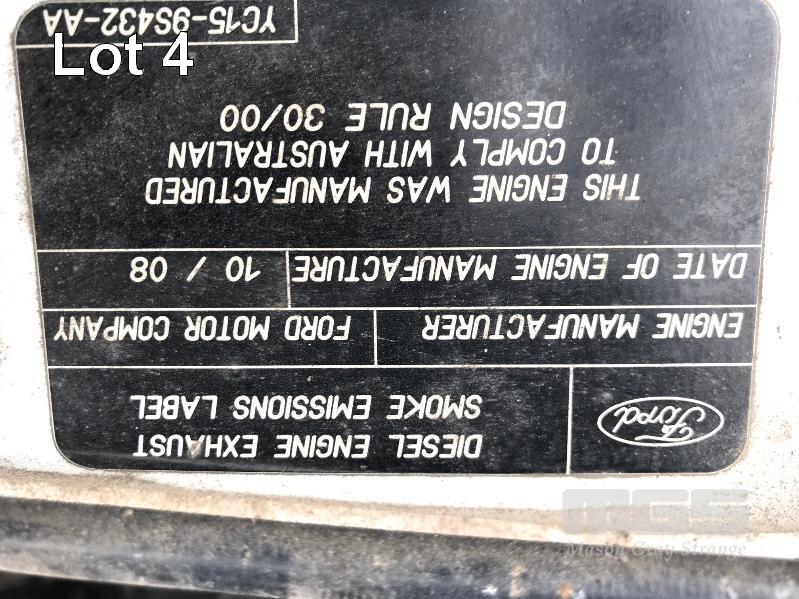 Lot 4
Ford
DIESEL ENGINE EXHAUST
SMOKE EMISSIONS LABEL
ENGINE MANUFACTURER FORD MOTOR COMPANY
DATE OF ENGINE MANUFACTURE 10 / 08
THIS ENGINE WAS MANUFACTURED
TO COMPLY WITH AUSTRALIAN
DESIGN RULE 30/00
YC15-9S432-AA
MGS
Mason Gray Strange